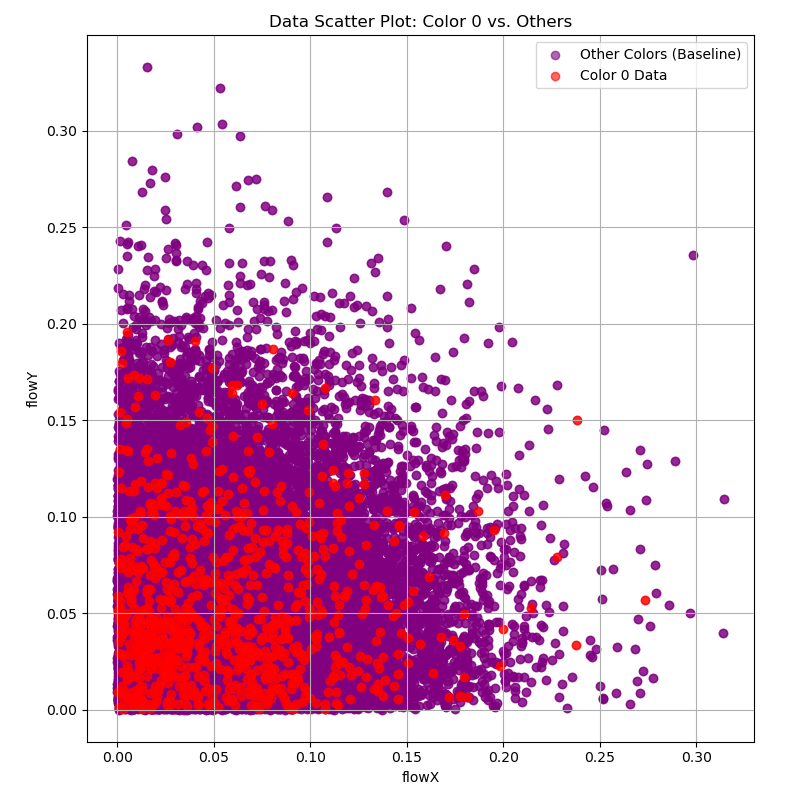 Data Scatter Plot: Color 0 vs. Others
Other Colors (Baseline)
Color 0 Data
flowY
0.30
0.25
0.20
0.15
0.10
0.05
0.00
0.00 0.05 0.10 0.15 0.20 0.25 0.30
flowX